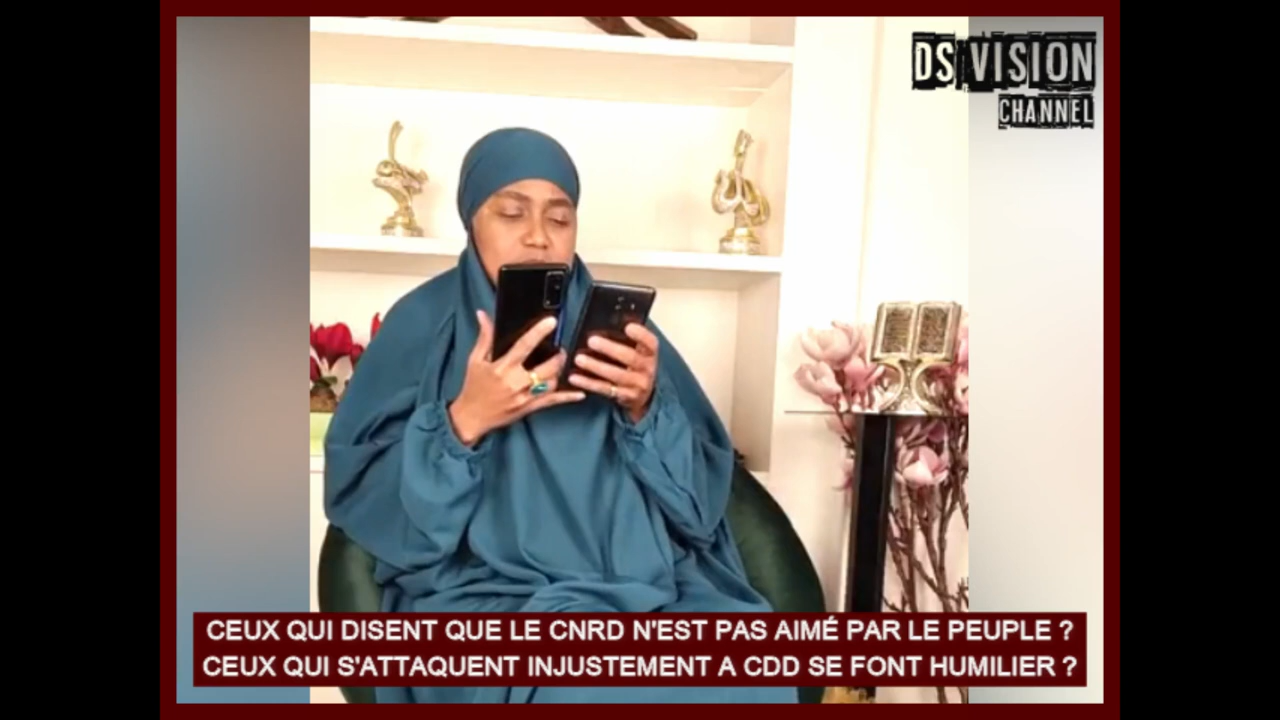 DS VISION
CHANNEL
CEUX QUI DISENT QUE LE CNRD N'EST PAS AIMÉ PAR LE PEUPLE ?
CEUX QUI S'ATTAQUENT INJUSTEMENT A CDD SE FONT HUMILIER ?